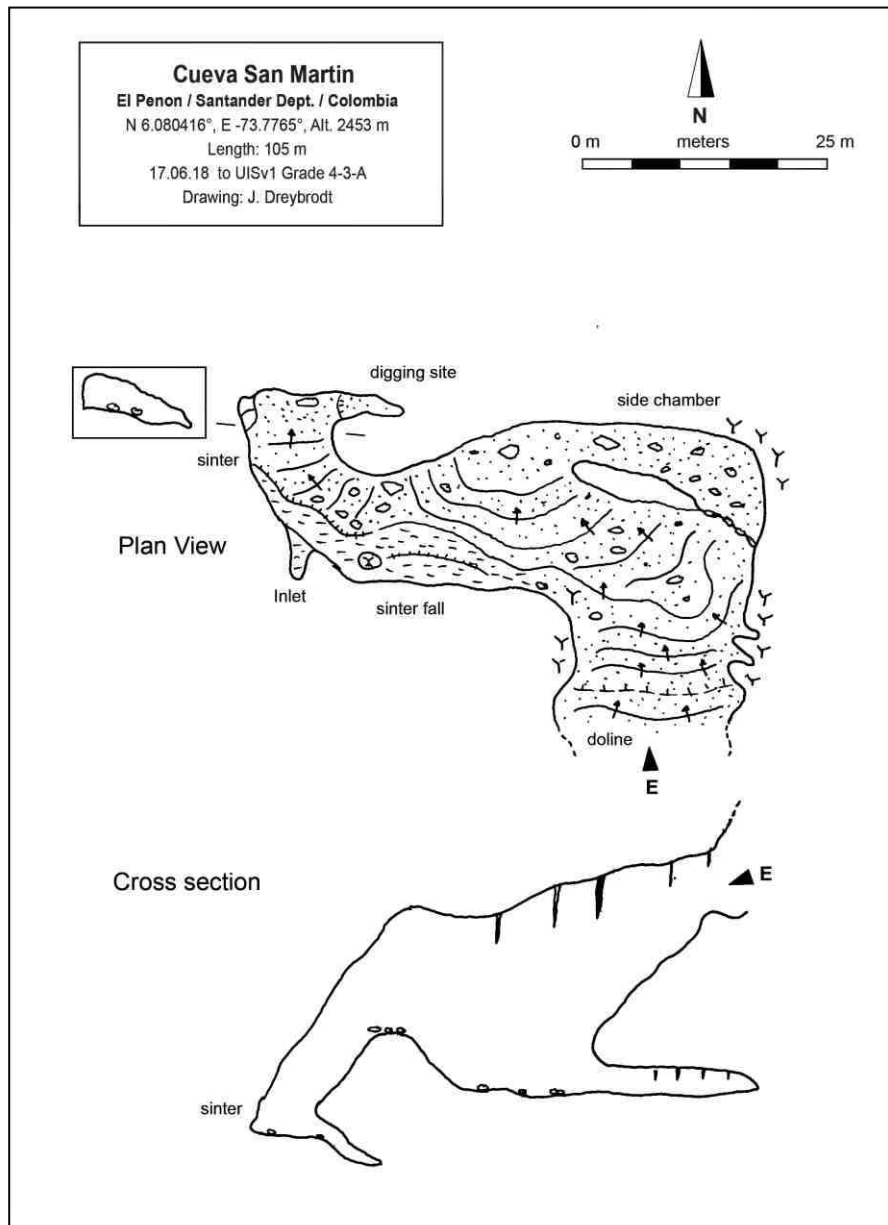 Cueva San Martin
El Penon / Santander Dept. / Colombia
N 6.080416°, E -73.7765°, Alt. 2453 m
Length: 105 m
17.06.18 to UISv1 Grade 4-3-A
Drawing: J. Dreybrodt
N
0 m meters 25 m
digging site
side chamber
sinter
Plan View
Inlet
sinter fall
doline
E
Cross section
E
sinter